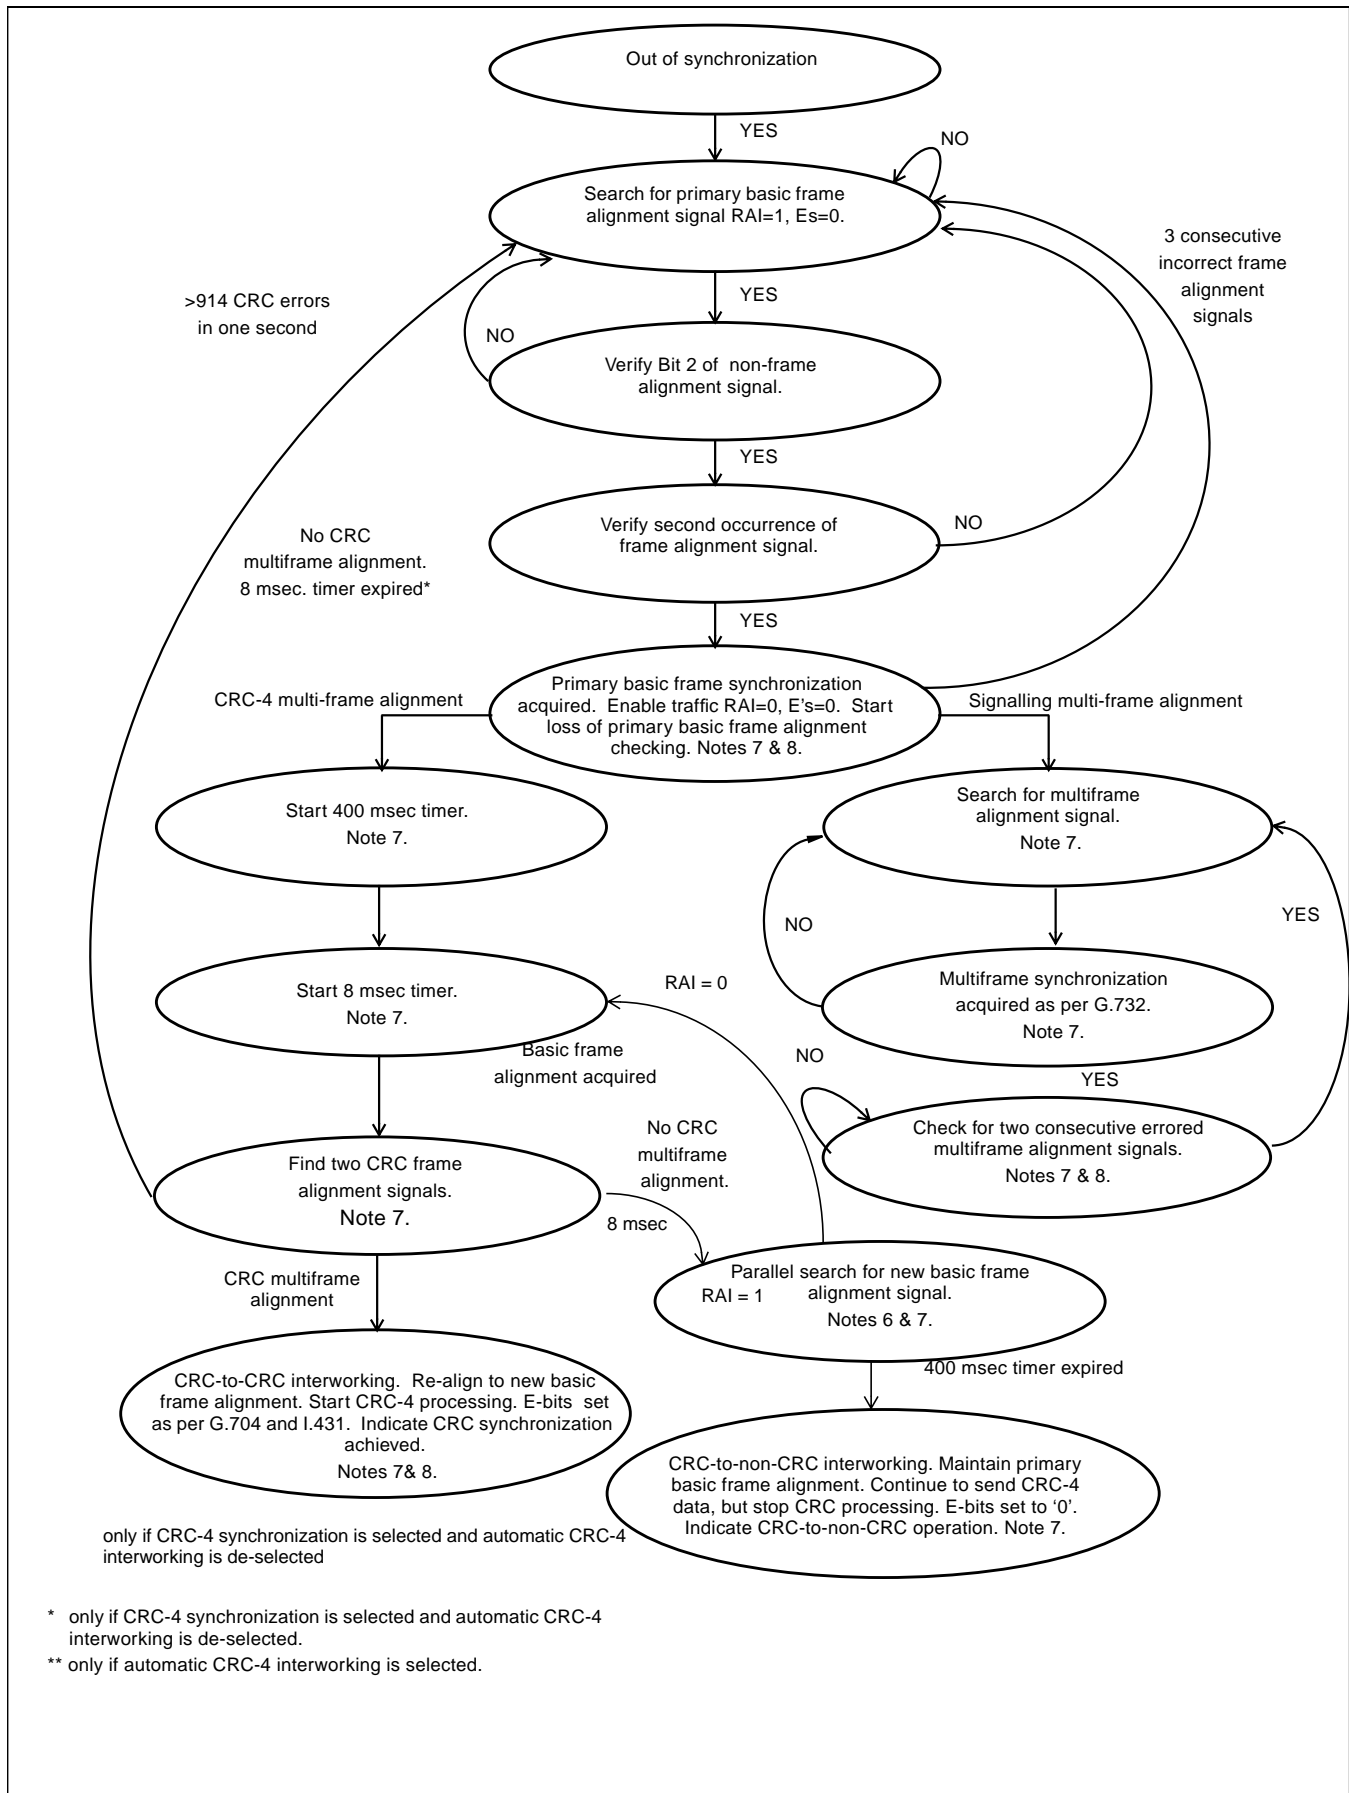 Out of synchronization
YES
NO
Search for primary basic frame
alignment signal RAI=1, Es=0.
3 consecutive
incorrect frame
alignment
signals
>914 CRC errors
in one second
YES
NO
Verify Bit 2 of non-frame
alignment signal.
YES
Verify second occurrence of
frame alignment signal.
NO
No CRC
multiframe alignment.
8 msec. timer expired*
YES
CRC-4 multi-frame alignment
Primary basic frame synchronization
acquired. Enable traffic RAI=0, E's=0. Start
loss of primary basic frame alignment
checking. Notes 7 & 8.
Signalling multi-frame alignment
Start 400 msec timer.
Note 7.
Search for multiframe
alignment signal.
Note 7.
NO
YES
Start 8 msec timer.
Note 7.
RAI = 0
Multiframe synchronization
acquired as per G.732.
Note 7.
Basic frame
alignment acquired
NO
YES
Check for two consecutive errored
multiframe alignment signals.
Notes 7 & 8.
No CRC
multiframe
alignment.
Find two CRC frame
alignment signals.
Note 7.
8 msec
CRC multiframe
alignment
Parallel search for new basic frame
alignment signal.
RAI = 1
Notes 6 & 7.
400 msec timer expired
CRC-to-CRC interworking. Re-align to new basic
frame alignment. Start CRC-4 processing. E-bits set
as per G.704 and I.431. Indicate CRC synchronization
achieved.
Notes 7& 8.
CRC-to-non-CRC interworking. Maintain primary
basic frame alignment. Continue to send CRC-4
data, but stop CRC processing. E-bits set to ‘0’.
Indicate CRC-to-non-CRC operation. Note 7.
only if CRC-4 synchronization is selected and automatic CRC-4
interworking is de-selected
* only if CRC-4 synchronization is selected and automatic CRC-4
interworking is de-selected.
** only if automatic CRC-4 interworking is selected.